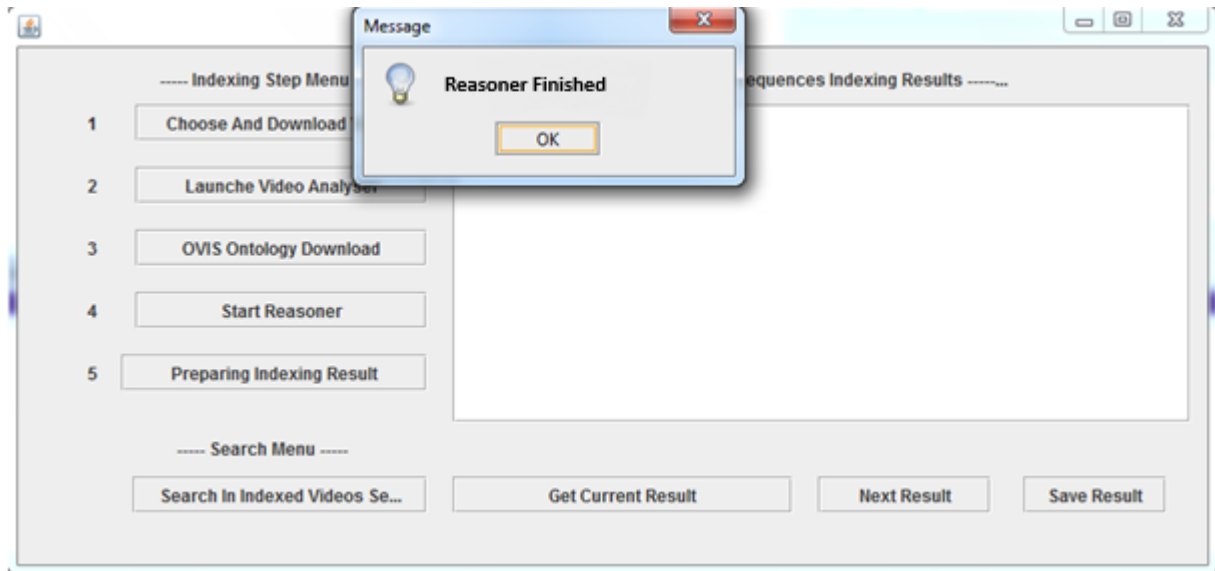 Message
Reasoner Finished
OK
----- Indexing Step Menu
equences Indexing Results -----...
1 Choose And Download
2 Launche Video Analyser
3 OVIS Ontology Download
4 Start Reasoner
5 Preparing Indexing Result
----- Search Menu -----
Search In Indexed Videos Se...
Get Current Result
Next Result
Save Result